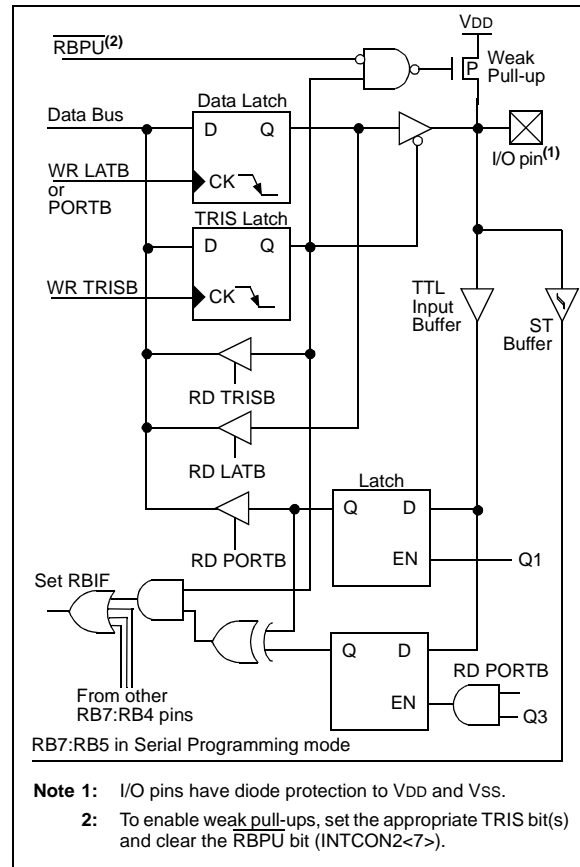 VDD
RBPU(2)
P
Weak
Pull-up
Data Latch
Data Bus
D Q
I/O pin(1)
WR LATB
or
PORTB
CK
TRIS Latch
D Q
WR TRISB
CK
TTL
Input
Buffer
ST
Buffer
RD TRISB
RD LATB
Latch
Q D
RD PORTB
EN
Q1
Set RBIF
Q D
RD PORTB
EN
Q3
From other
RB7:RB4 pins
RB7:RB5 in Serial Programming mode
Note 1: I/O pins have diode protection to VDD and VSS.
2: To enable weak pull-ups, set the appropriate TRIS bit(s)
and clear the RBPU bit (INTCON2<7>).